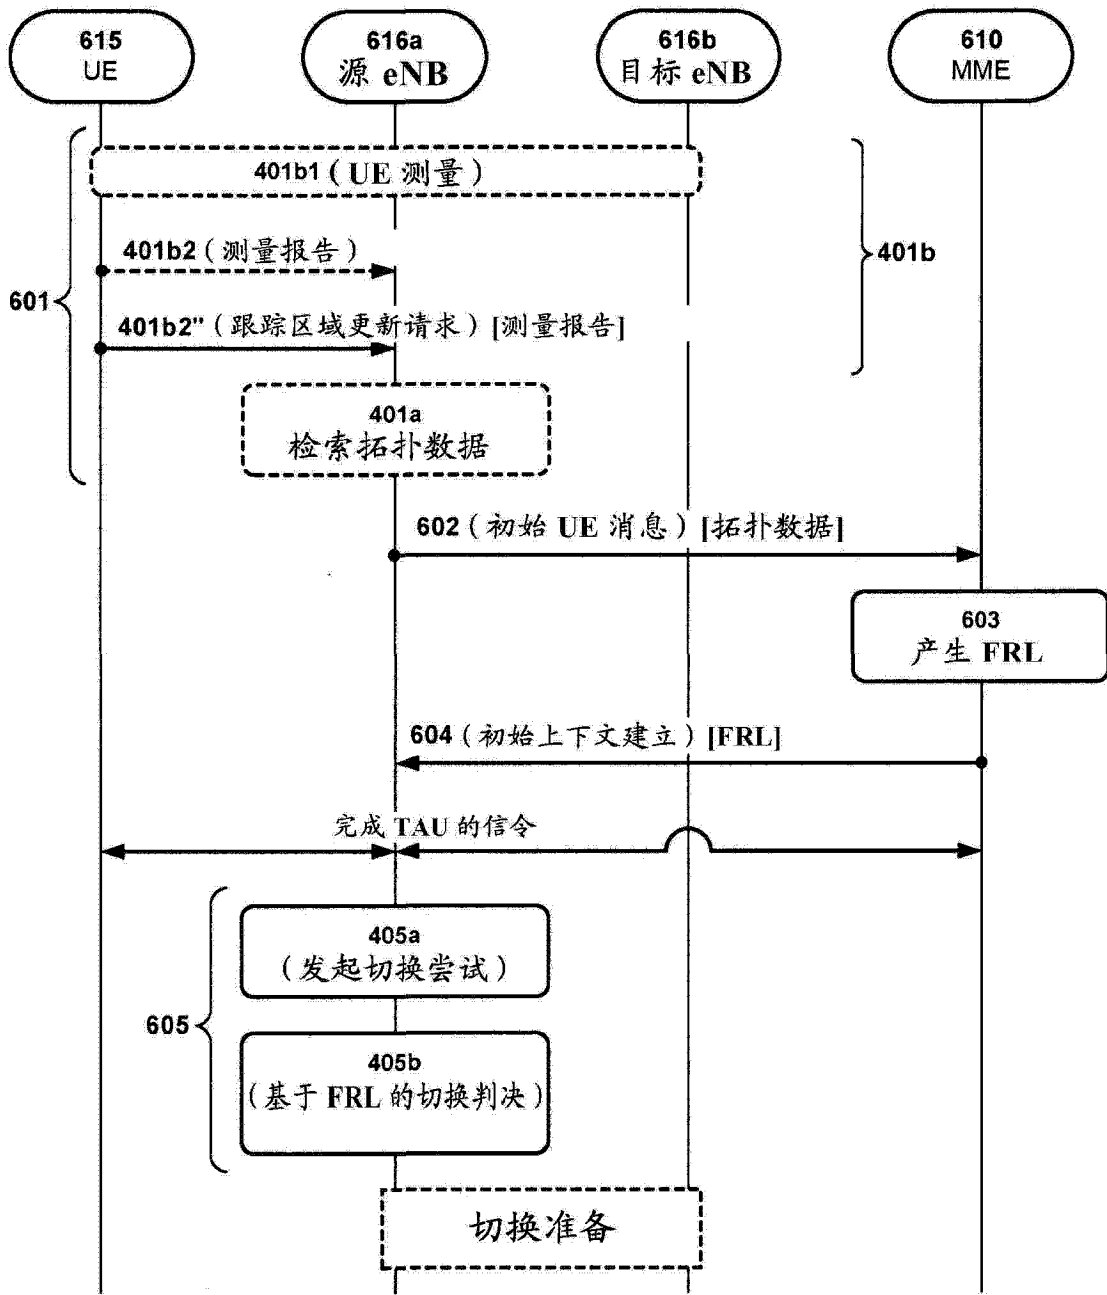 615
UE
616a
源 eNB
616b
目标 eNB
610
MME
401b1 (UE 测量)
401b2 (测量报告)
401b
601
401b2" (跟踪区域更新请求) [测量报告]
401a
检索拓扑数据
602 (初始 UE 消息) [拓扑数据]
603
产生 FRL
604 (初始上下文建立) [FRL]
完成 TAU 的信令
405a
(发起切换尝试)
605
405b
(基于 FRL 的切换判决)
切换准备